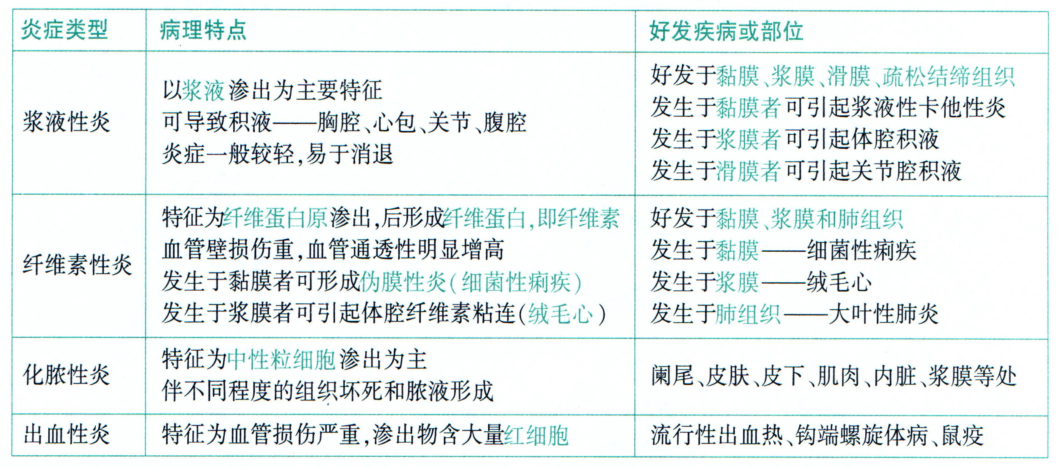 炎症类型 病理特点 好发疾病或部位
浆液性炎
以浆液渗出为主要特征
可导致积液——胸腔、心包、关节、腹腔
炎症一般较轻,易于消退
好发于黏膜、浆膜、滑膜、疏松结缔组织
发生于黏膜者可引起浆液性卡他性炎
发生于浆膜者可引起体腔积液
发生于滑膜者可引起关节腔积液
纤维素性炎
特征为纤维蛋白原渗出,后形成纤维蛋白,即纤维素
血管壁损伤重,血管通透性明显增高
发生于黏膜者可形成伪膜性炎(细菌性痢疾)
发生于浆膜者可引起体腔纤维素粘连(绒毛心)
好发于黏膜、浆膜和肺组织
发生于黏膜——细菌性痢疾
发生于浆膜——绒毛心
发生于肺组织——大叶性肺炎
化脓性炎
特征为中性粒细胞渗出为主
伴不同程度的组织坏死和脓液形成
阑尾、皮肤、皮下、肌肉、内脏、浆膜等处
出血性炎
特征为血管损伤严重,渗出物含大量红细胞
流行性出血热、钩端螺旋体病、鼠疫